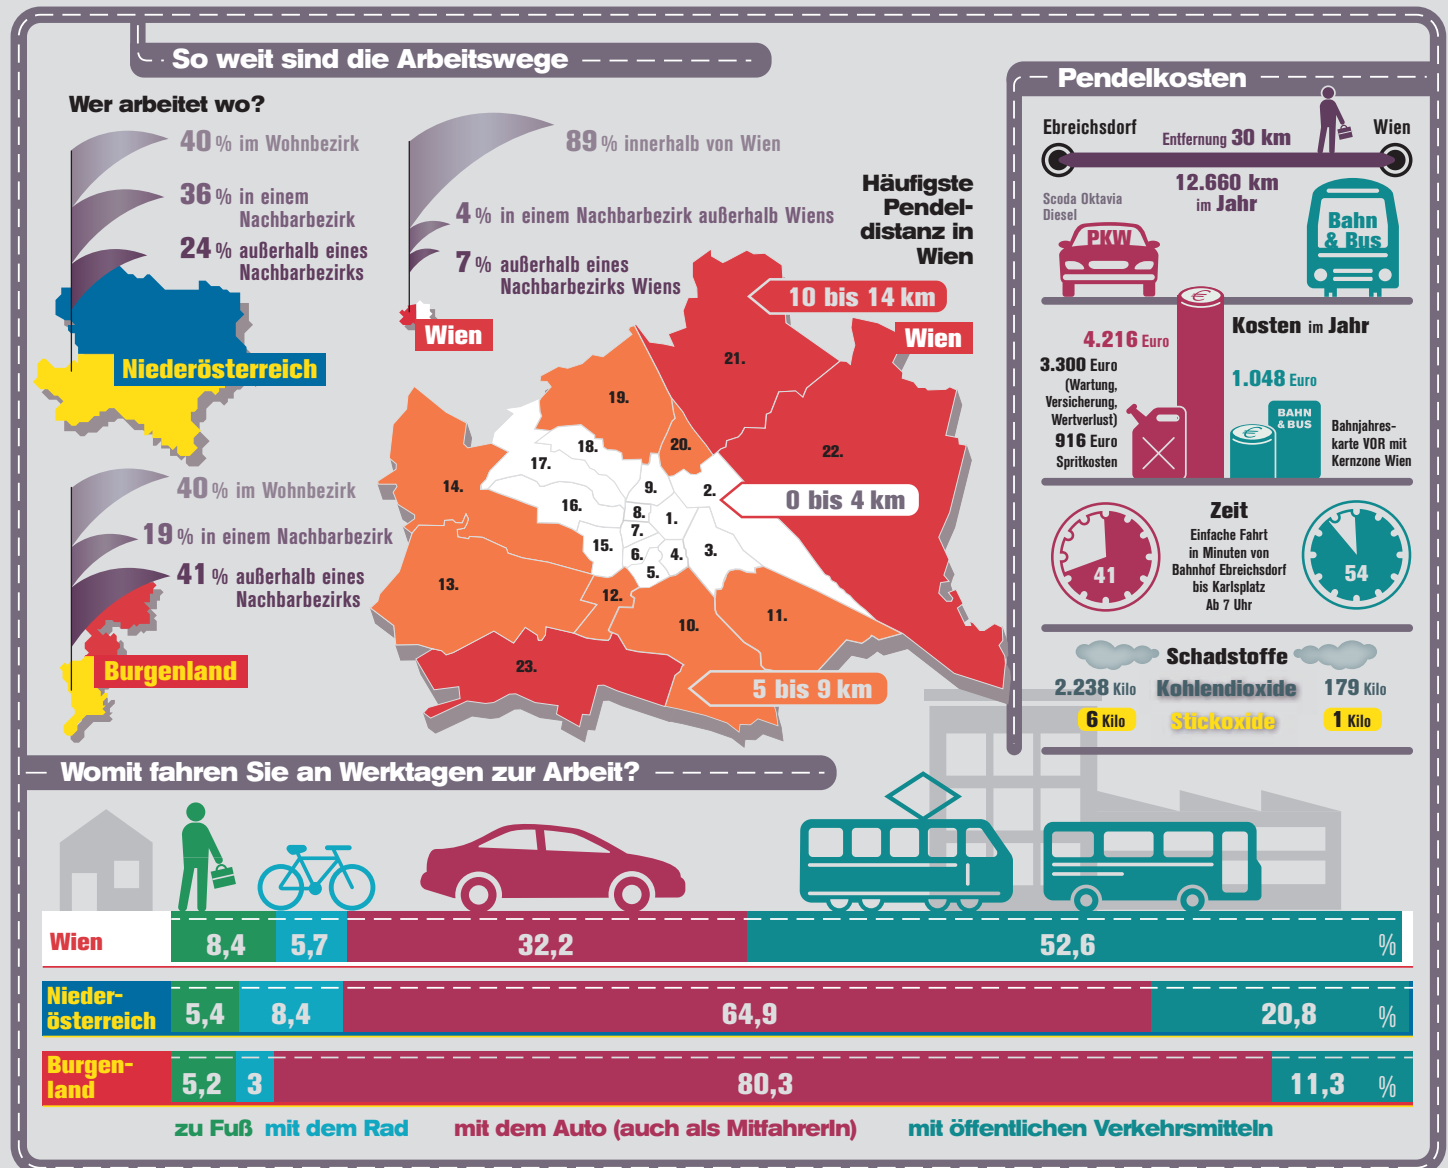 So weit sind die Arbeitswege
Wer arbeitet wo?
40 % im Wohnbezirk
36 % in einem
Nachbarbezirk
24 % außerhalb eines
Nachbarbezirks
Niederösterreich
40 % im Wohnbezirk
19 % in einem Nachbarbezirk
41 % außerhalb eines
Nachbarbezirks
Burgenland
89 % innerhalb von Wien
4 % in einem Nachbarbezirk außerhalb Wiens
7 % außerhalb eines
Nachbarbezirks Wiens
Wien
Häufigste
Pendel-
distanz in
Wien
10 bis 14 km
Wien
21.
19.
20.
22.
18.
17.
14.
16.
9.
2.
0 bis 4 km
8.
1.
7.
15.
6.
4.
3.
5.
13.
12.
10.
11.
23.
5 bis 9 km
Pendelkosten
Ebreichsdorf
Entfernung 30 km
Wien
12.660 km
im Jahr
Scoda Oktavia
Diesel
PKW
Bahn
& Bus
€
Kosten im Jahr
4.216 Euro
3.300 Euro
(Wartung,
Versicherung,
Wertverlust)
916 Euro
Spritkosten
1.048 Euro
€
BAHN
& BUS
Bahnjahres-
karte VOR mit
Kernzone Wien
Zeit
Einfache Fahrt
in Minuten von
Bahnhof Ebreichsdorf
bis Karlsplatz
Ab 7 Uhr
41
54
Schadstoffe
2.238 Kilo Kohlendioxide 179 Kilo
6 Kilo Stickoxide 1 Kilo
Womit fahren Sie an Werktagen zur Arbeit?
Wien 8,4 5,7 32,2 52,6 %
Nieder-
österreich 5,4 8,4 64,9 20,8 %
Burgen-
land 5,2 3 80,3 11,3 %
zu Fuß mit dem Rad mit dem Auto (auch als MitfahrerIn) mit öffentlichen Verkehrsmitteln